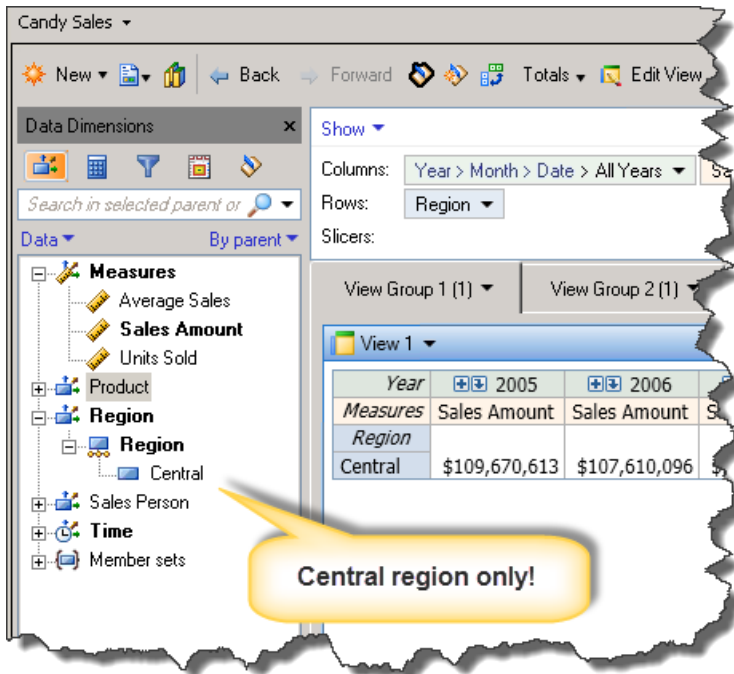 Candy Sales
New Back Forward Totals Edit View
Data Dimensions x
Show
Columns: Year > Month > Date > All Years
Search in selected parent or
Rows: Region
Data By parent
Slicers:
Measures
Average Sales
Sales Amount
Units Sold
Product
Region
Region
Central
Sales Person
Time
Member sets
View Group 1 (1) View Group 2 (1)
View 1
Year 2005 2006
Measures Sales Amount Sales Amount
Region
Central $109,670,613 $107,610,096
Central region only!